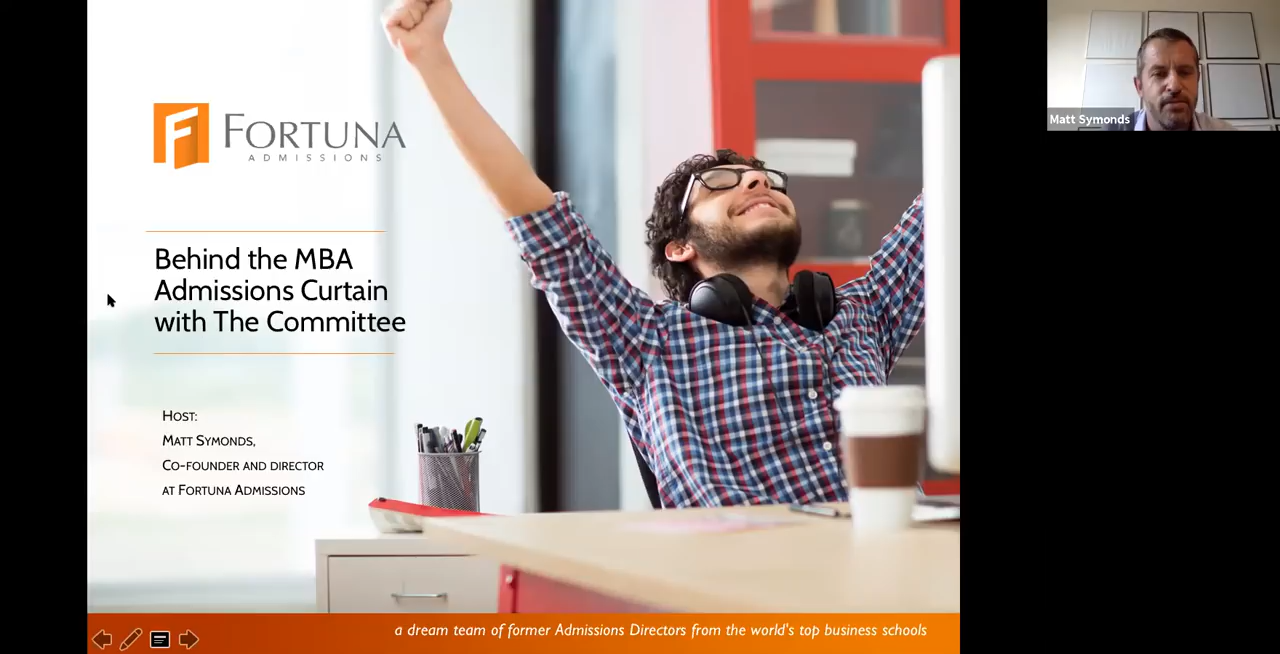 FORTUNA
ADMISSIONS
Matt Symonds
Behind the MBA
Admissions Curtain
with The Committee
Host:
Matt Symonds,
Co-founder and director
at Fortuna Admissions
a dream team of former Admissions Directors from the world's top business schools